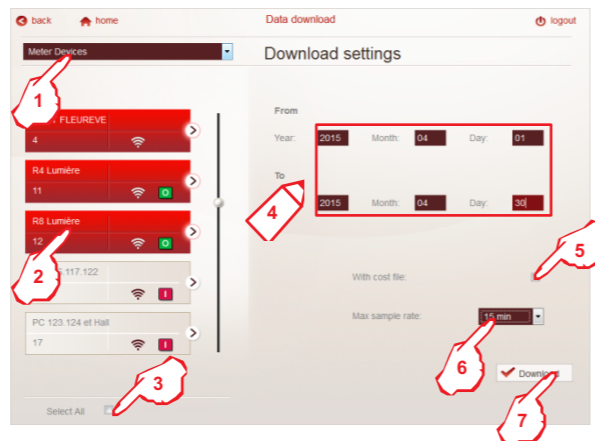 back home Data download logout
Meter Devices Download settings
1
FLEUREVE
4
R4 Lumière
11 O
R8 Lumière
12 O
2
.117.122
I
PC 123.124 et Hall
17 I
3
Select All
From
Year: 2015 Month: 04 Day: 01
To
2015 Month: 04 Day: 30
4
With cost file:
5
Max sample rate: 15 min
6
Download
7